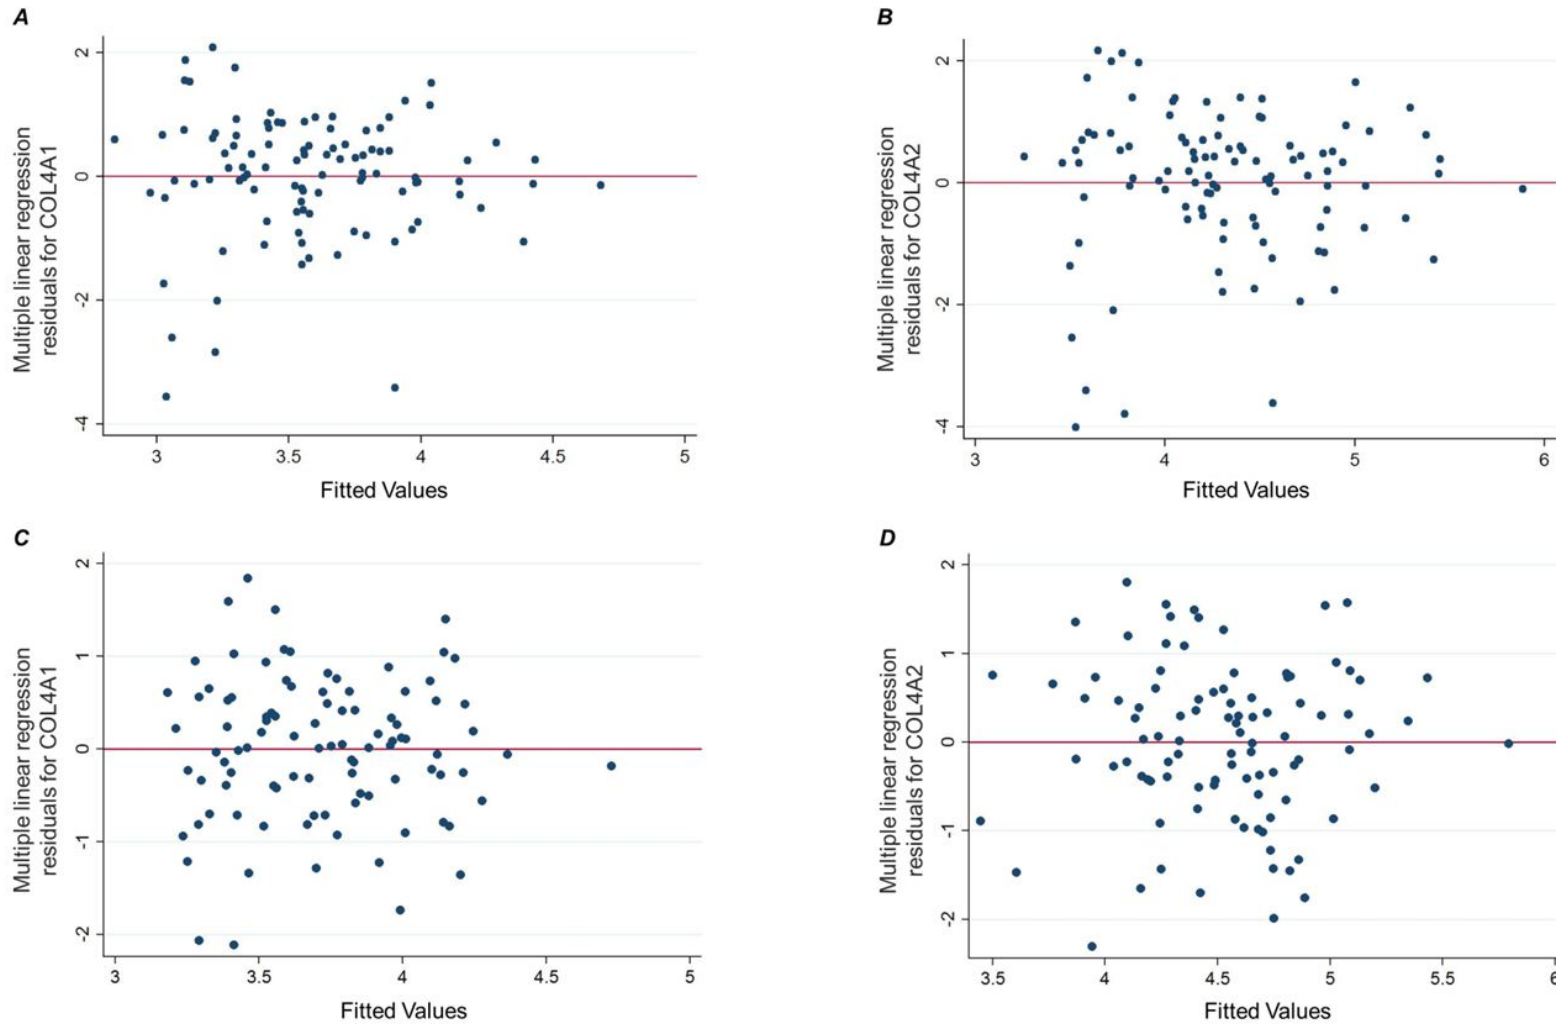 A
Multiple linear regression
residuals for COL4A1
2
0
-2
-4
3
3.5
4
4.5
5
Fitted Values
B
Multiple linear regression
residuals for COL4A2
2
0
-2
-4
3
4
5
6
Fitted Values
C
Multiple linear regression
residuals for COL4A1
2
1
0
-1
-2
3
3.5
4
4.5
5
Fitted Values
D
Multiple linear regression
residuals for COL4A2
2
1
0
-1
-2
3.5
4
4.5
5
5.5
6
Fitted Values